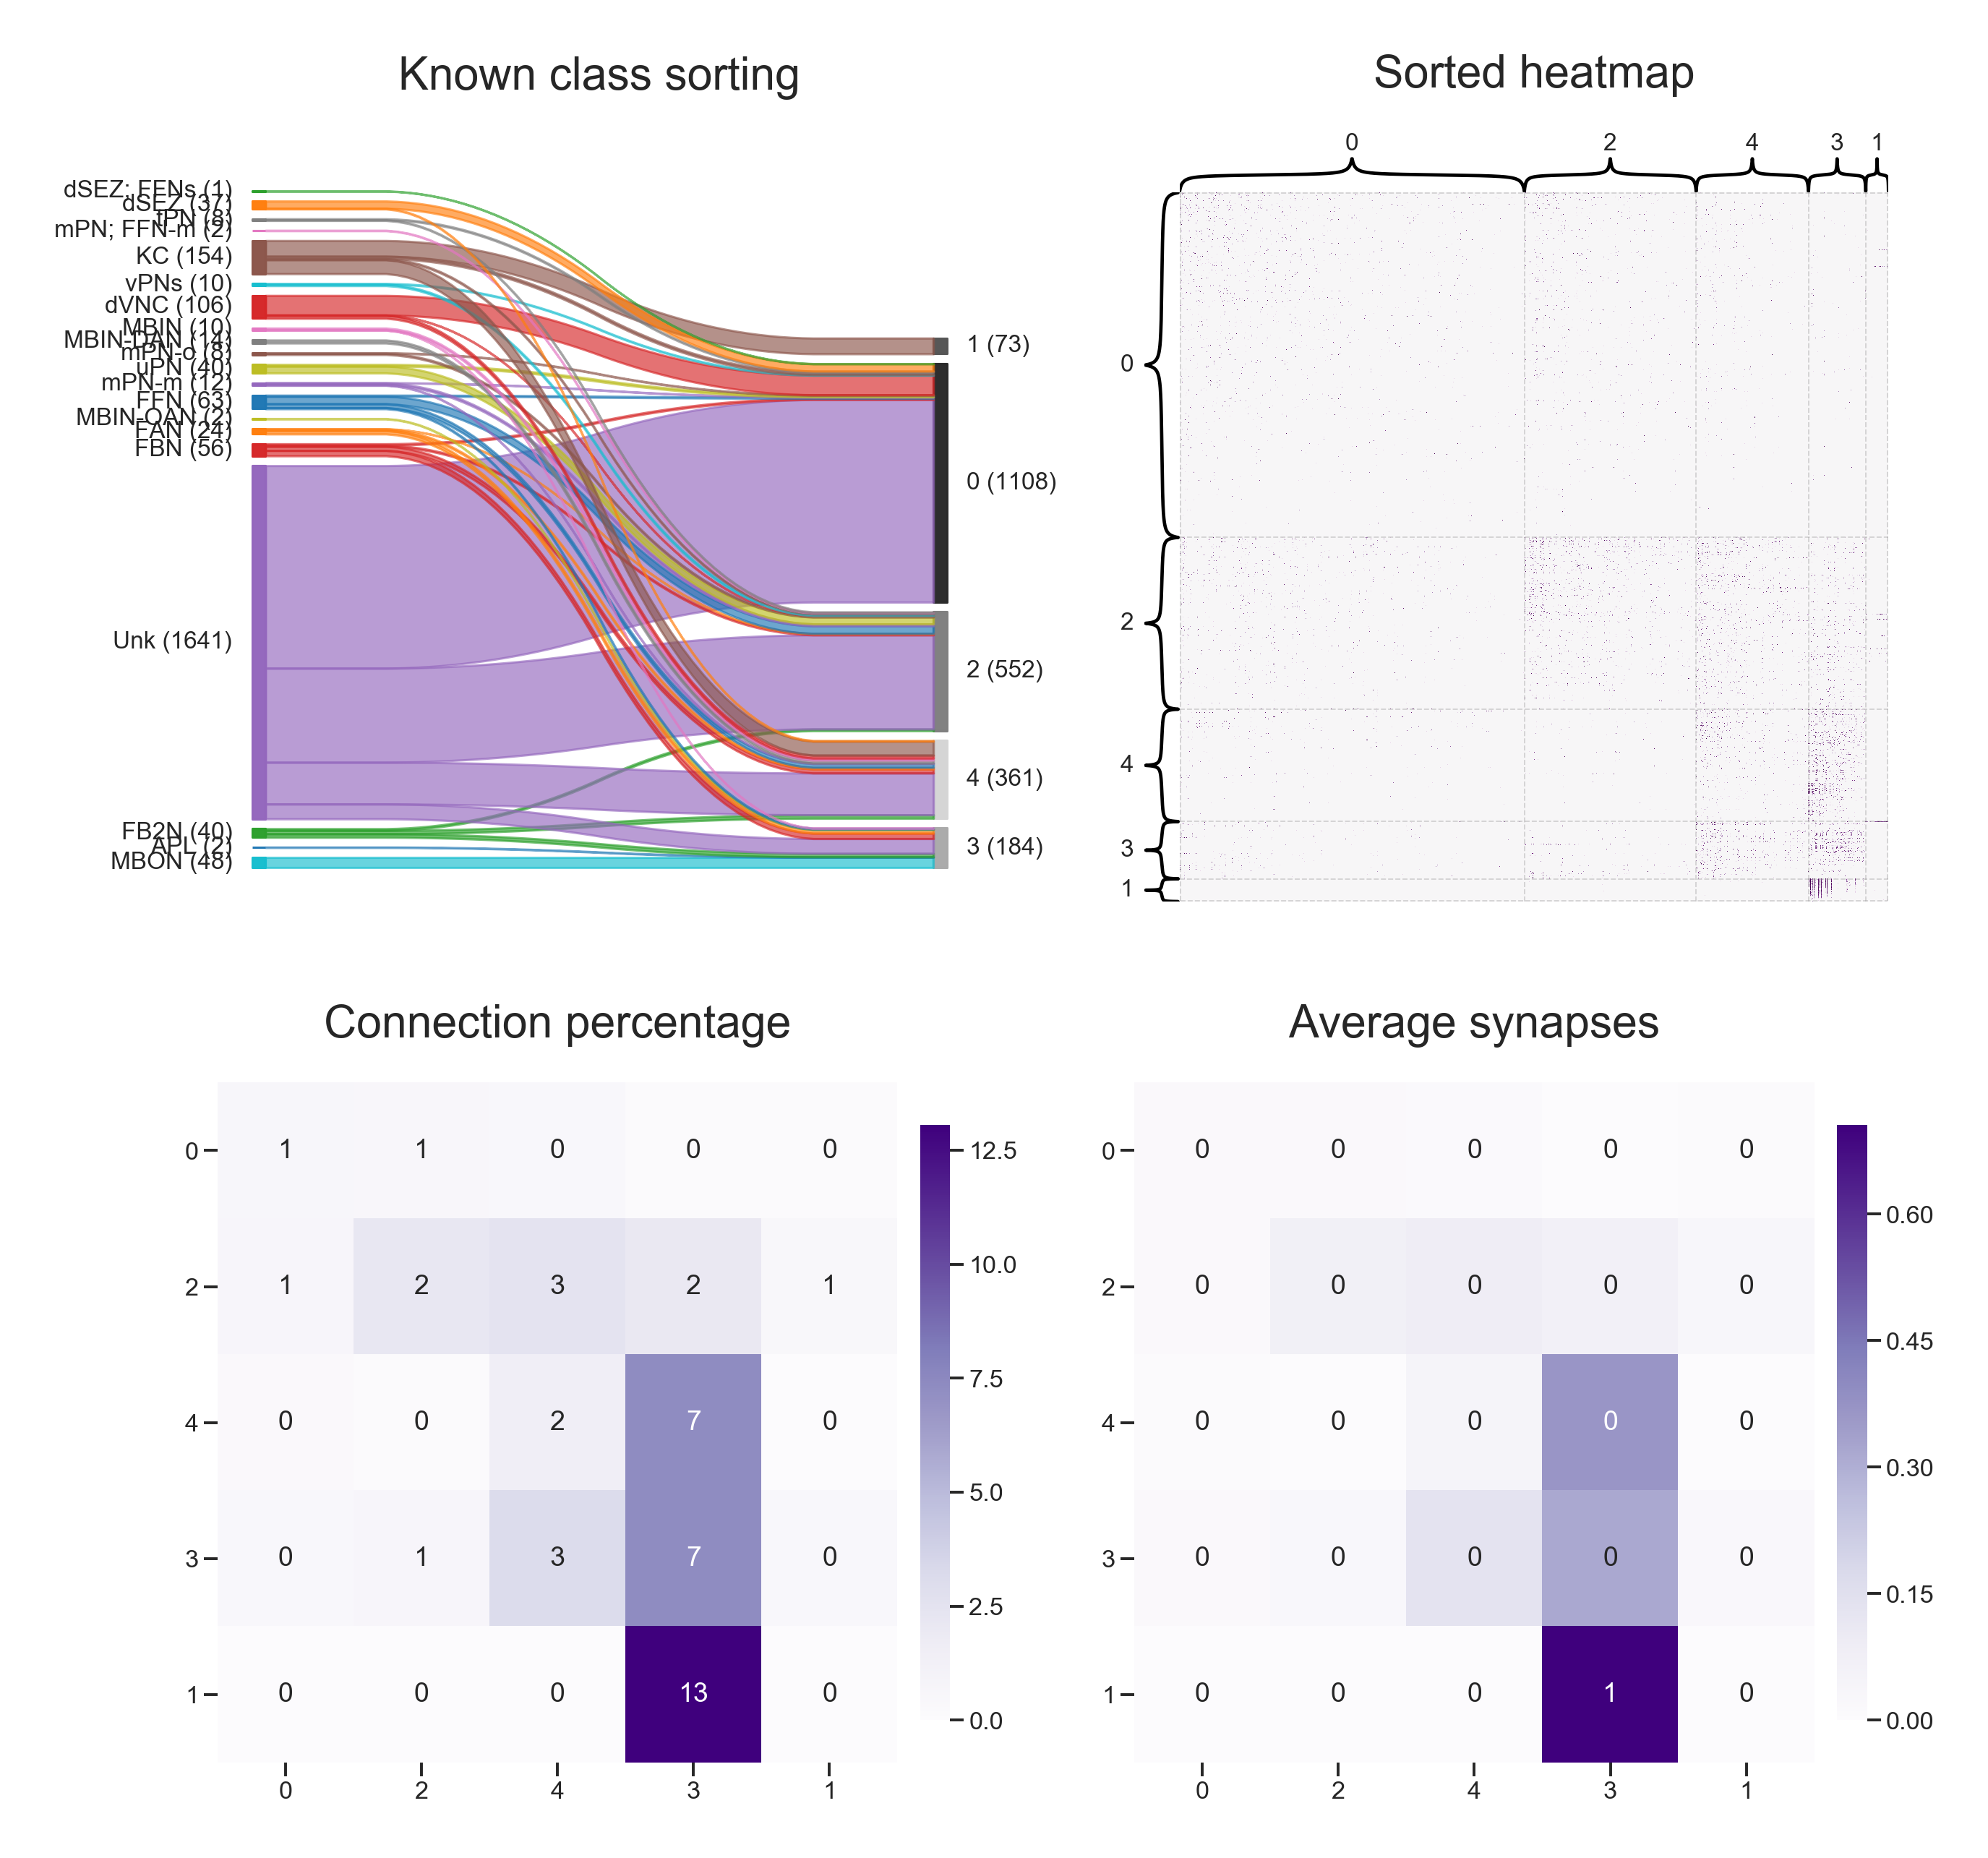 Known class sorting
dSEZ; FFNs (1)
dSEZ (37)
tPN (8)
mPN; FFN-m (2)
KC (154)
vPNs (10)
dVNC (106)
MBIN (10)
MBIN-DAN (14)
mPN-o (8)
uPN (40)
mPN-m (12)
FFN (63)
MBIN-OAN (2)
FAN (24)
FBN (56)
Unk (1641)
FB2N (40)
APL (2)
MBON (48)
1 (73)
0 (1108)
2 (552)
4 (361)
3 (184)
Sorted heatmap
0 2 4 3 1
0
2
4
3
1
Connection percentage
0 1 1 0 0 0
2 1 2 3 2 1
4 0 0 2 7 0
3 0 1 3 7 0
1 0 0 0 13 0
0 2 4 3 1
12.5
10.0
7.5
5.0
2.5
0.0
Average synapses
0 0 0 0 0 0
2 0 0 0 0 0
4 0 0 0 0 0
3 0 0 0 0 0
1 0 0 0 1 0
0 2 4 3 1
0.60
0.45
0.30
0.15
0.00